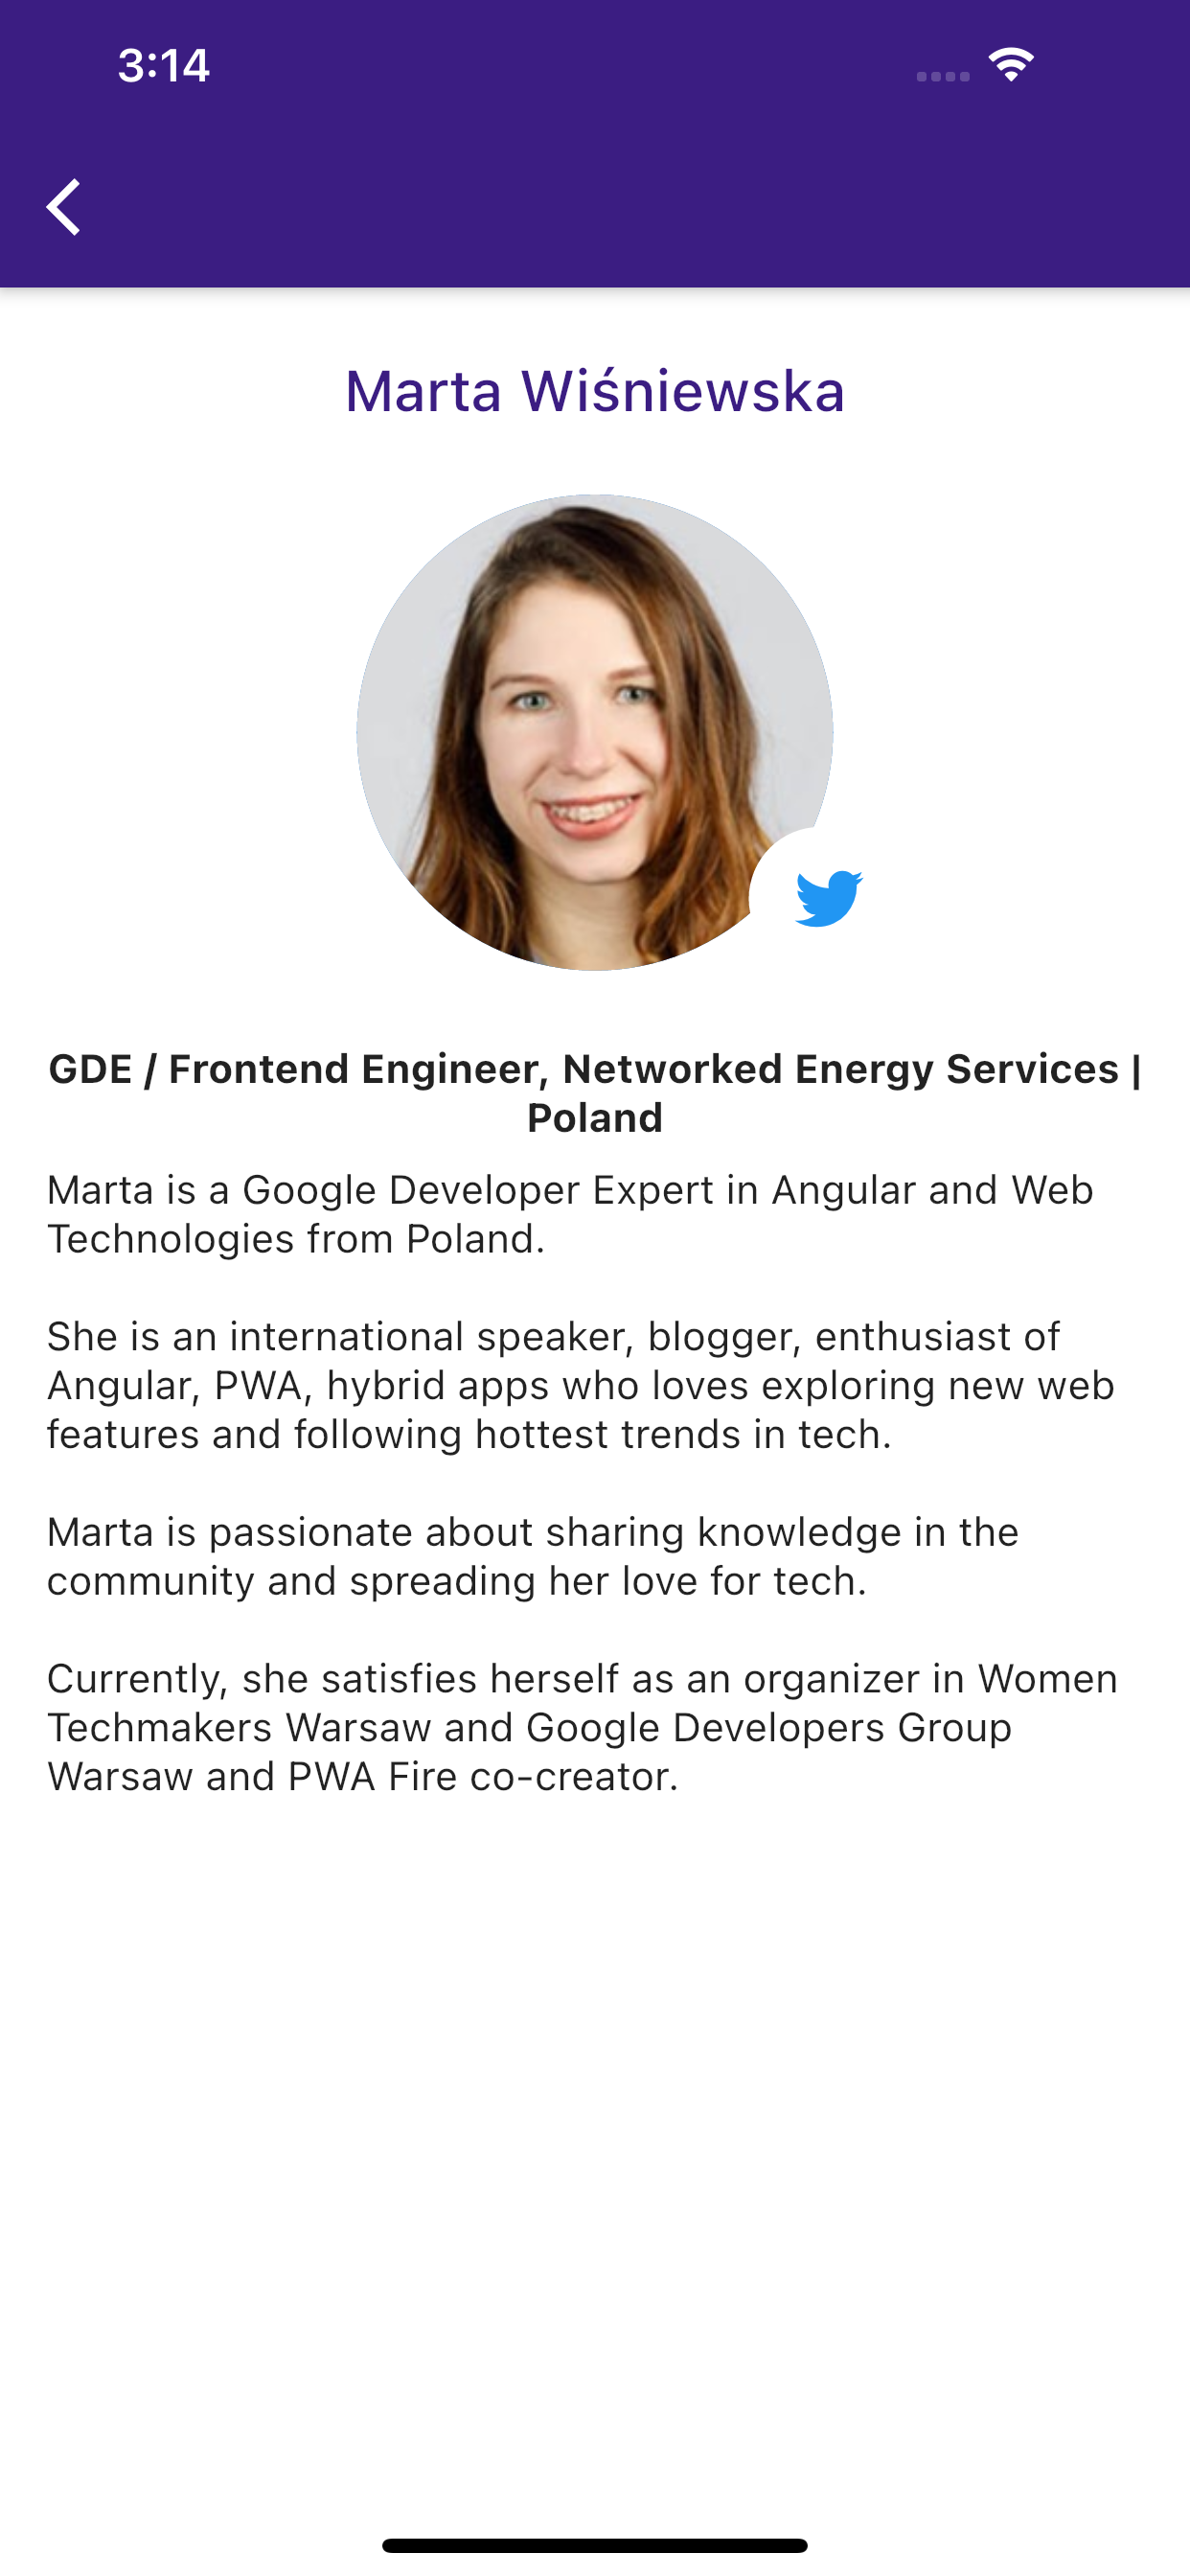 3:14
Marta Wiśniewska
GDE / Frontend Engineer, Networked Energy Services |
Poland
Marta is a Google Developer Expert in Angular and Web
Technologies from Poland.
She is an international speaker, blogger, enthusiast of
Angular, PWA, hybrid apps who loves exploring new web
features and following hottest trends in tech.
Marta is passionate about sharing knowledge in the
community and spreading her love for tech.
Currently, she satisfies herself as an organizer in Women
Techmakers Warsaw and Google Developers Group
Warsaw and PWA Fire co-creator.